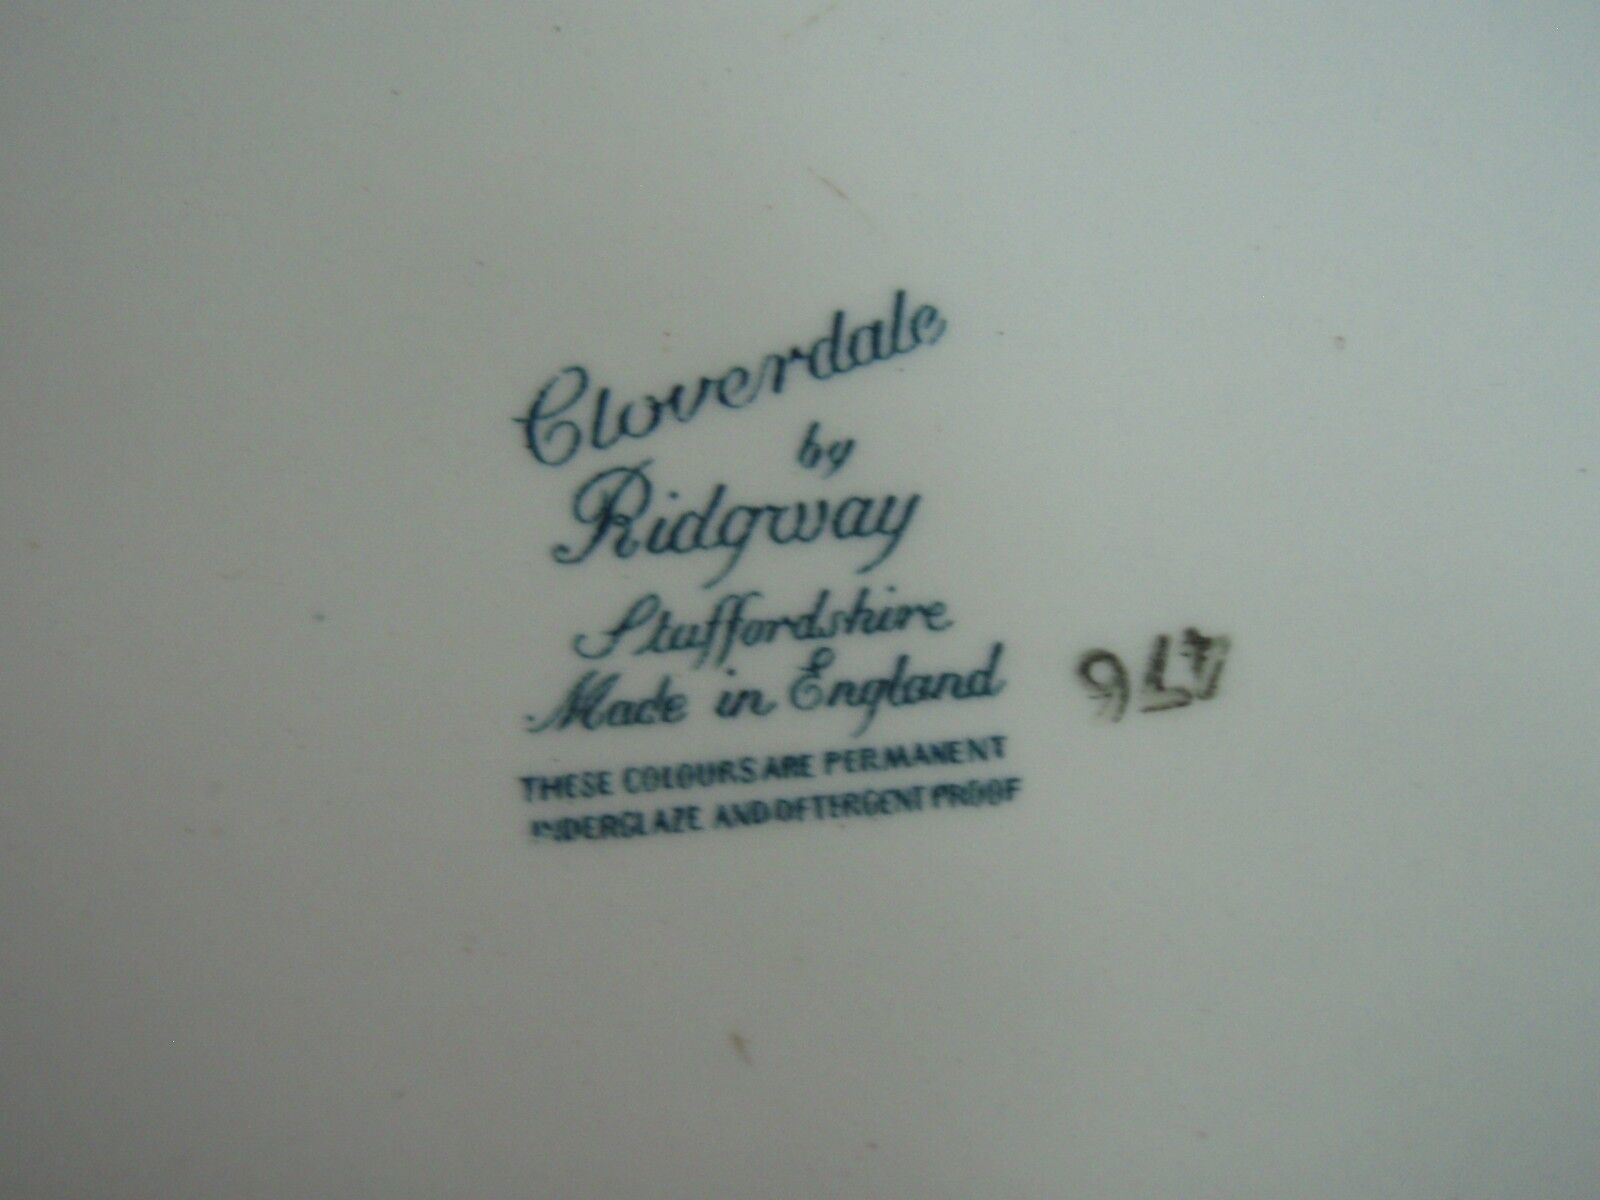 Cloverdale
by
Ridgway
Staffordshire
Made in England
THESE COLOURS ARE PERMANENT
UNDERGLAZE AND DETERGENT PROOF